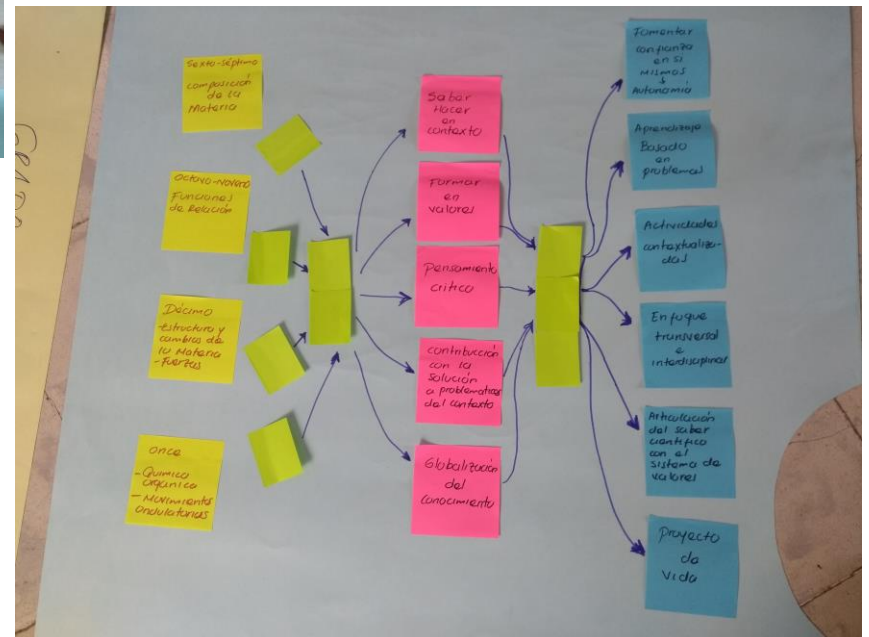 Sexto-séptimo
composición
de la
Materia
Octavo-Noveno
Funciones
de Relación
Décimo
-Estructura y
cambios de
la Materia
-Fuerzas
once
-Química
orgánica
-Movimientos
ondulatorios
Saber
Hacer
en
contexto
Formar
en
valores
Pensamiento
crítico
contribucción
con la
solución
a problematicas
del contexto
Globalización
del
conocimiento
Fomentar
confianza
en si
mismos
Autonomía
Aprendizaje
Basado
en
problemas
Actividades
contextualiza-
das
Enfoque
transversal
e
interdisciplinar
Articulación
del saber
científico
con el
sistema de
valores
Proyecto
de
Vida